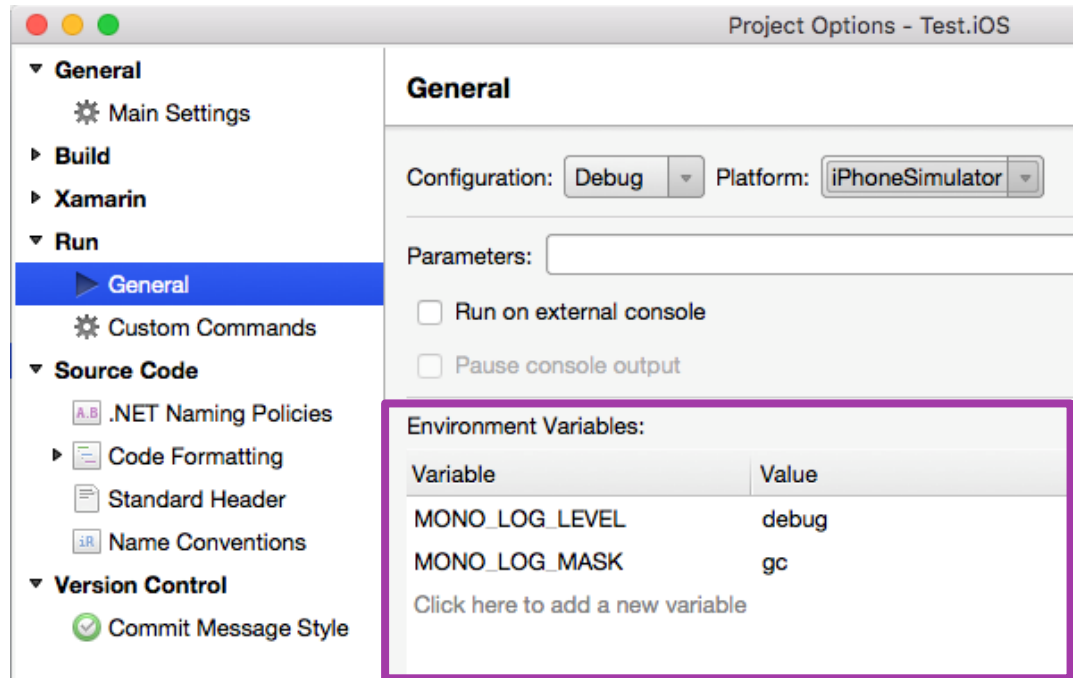 Project Options - Test.iOS
General
Main Settings
Build
Xamarin
Run
General
Custom Commands
Source Code
A.B .NET Naming Policies
Code Formatting
Standard Header
iR Name Conventions
Version Control
Commit Message Style
General
Configuration: Debug Platform: iPhoneSimulator
Parameters:
Run on external console
Pause console output
Environment Variables:
Variable Value
MONO_LOG_LEVEL debug
MONO_LOG_MASK gc
Click here to add a new variable